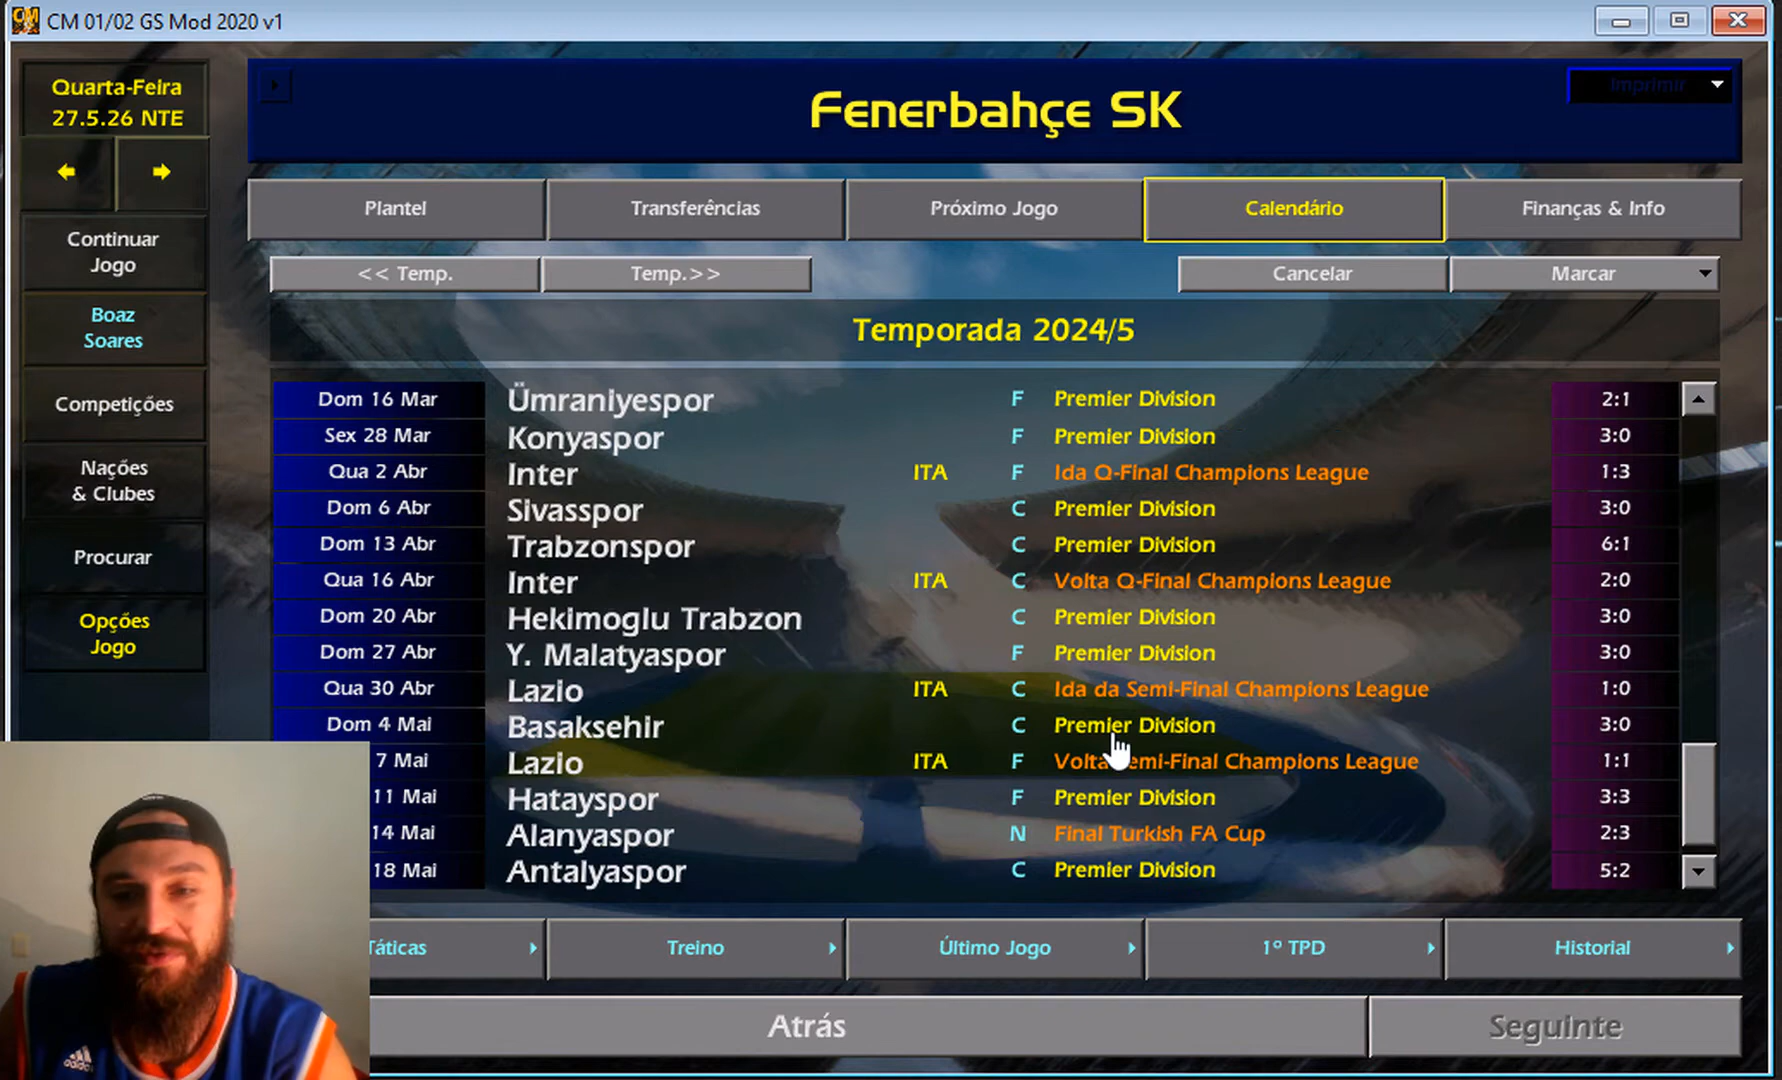 CM 01/02 GS Mod 2020 v1
Quarta-Feira
27.5.26 NTE
Fenerbahçe SK
Imprimir
Plantel
Transferências
Próximo Jogo
Calendário
Finanças & Info
Continuar
Jogo
<< Temp.
Temp.>>
Cancelar
Marcar
Boaz
Soares
Temporada 2024/5
Competições
Nações
& Clubes
Procurar
Opções
Jogo
Dom 16 Mar Ümraniyespor F Premier Division 2:1
Sex 28 Mar Konyaspor F Premier Division 3:0
Qua 2 Abr Inter ITA F Ida Q-Final Champions League 1:3
Dom 6 Abr Sivasspor C Premier Division 3:0
Dom 13 Abr Trabzonspor C Premier Division 6:1
Qua 16 Abr Inter ITA C Volta Q-Final Champions League 2:0
Dom 20 Abr Hekimoglu Trabzon C Premier Division 3:0
Dom 27 Abr Y. Malatyaspor F Premier Division 3:0
Qua 30 Abr Lazio ITA C Ida da Semi-Final Champions League 1:0
Dom 4 Mai Basaksehir C Premier Division 3:0
7 Mai Lazio ITA F Volta Semi-Final Champions League 1:1
11 Mai Hatayspor F Premier Division 3:3
14 Mai Alanyaspor N Final Turkish FA Cup 2:3
18 Mai Antalyaspor C Premier Division 5:2
Táticas
Treino
Último Jogo
1º TPD
Historial
Atrás
Seguinte
adidas